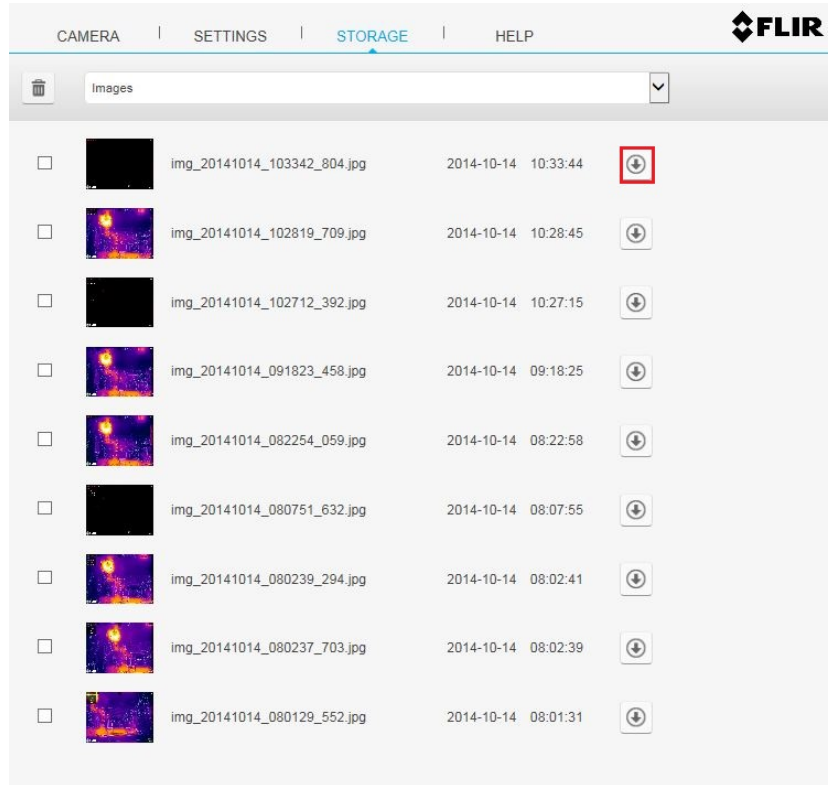 CAMERA | SETTINGS | STORAGE | HELP FLIR
Images
img_20141014_103342_804.jpg 2014-10-14 10:33:44
img_20141014_102819_709.jpg 2014-10-14 10:28:45
img_20141014_102712_392.jpg 2014-10-14 10:27:15
img_20141014_091823_458.jpg 2014-10-14 09:18:25
img_20141014_082254_059.jpg 2014-10-14 08:22:58
img_20141014_080751_632.jpg 2014-10-14 08:07:55
img_20141014_080239_294.jpg 2014-10-14 08:02:41
img_20141014_080237_703.jpg 2014-10-14 08:02:39
img_20141014_080129_552.jpg 2014-10-14 08:01:31